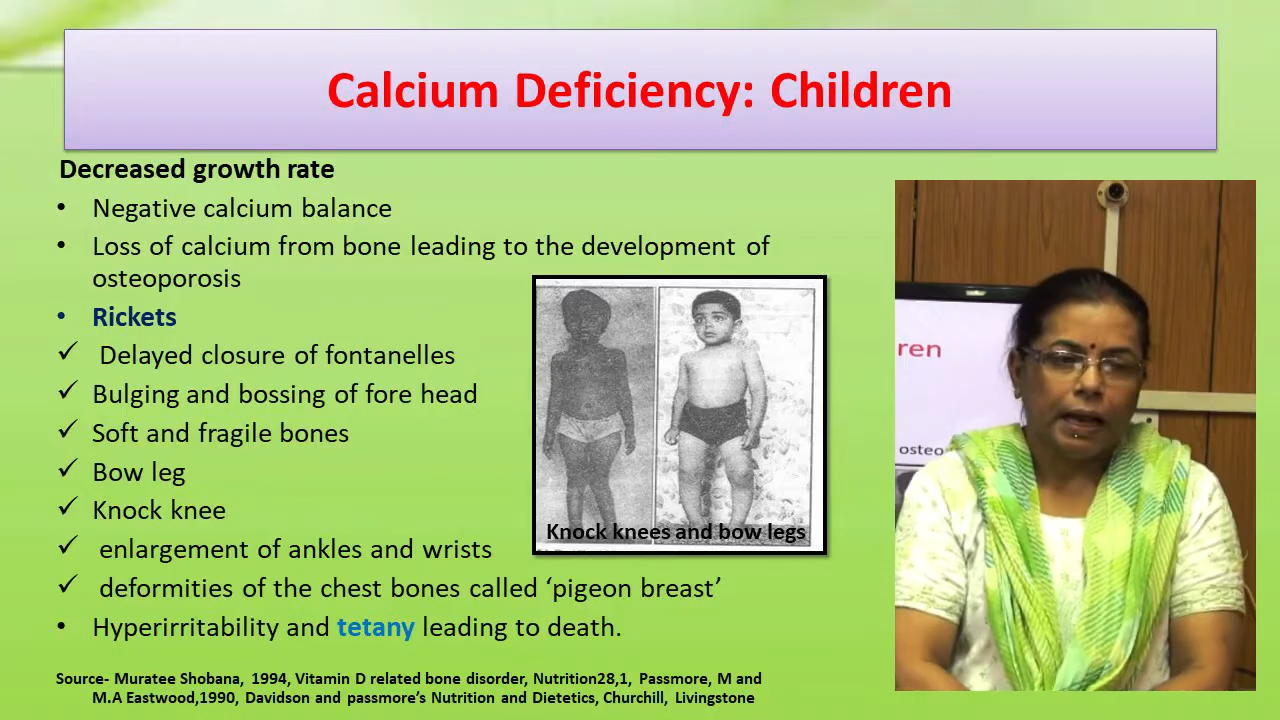 Calcium Deficiency: Children
Decreased growth rate
• Negative calcium balance
• Loss of calcium from bone leading to the development of
osteoporosis
• Rickets
✓ Delayed closure of fontanelles
✓ Bulging and bossing of fore head
✓ Soft and fragile bones
✓ Bow leg
✓ Knock knee
✓ enlargement of ankles and wrists
✓ deformities of the chest bones called ‘pigeon breast’
• Hyperirritability and tetany leading to death.
Knock knees and bow legs
Source- Muratee Shobana, 1994, Vitamin D related bone disorder, Nutrition28,1, Passmore, M and
M.A Eastwood,1990, Davidson and passmore’s Nutrition and Dietetics, Churchill, Livingstone
ren
osteo